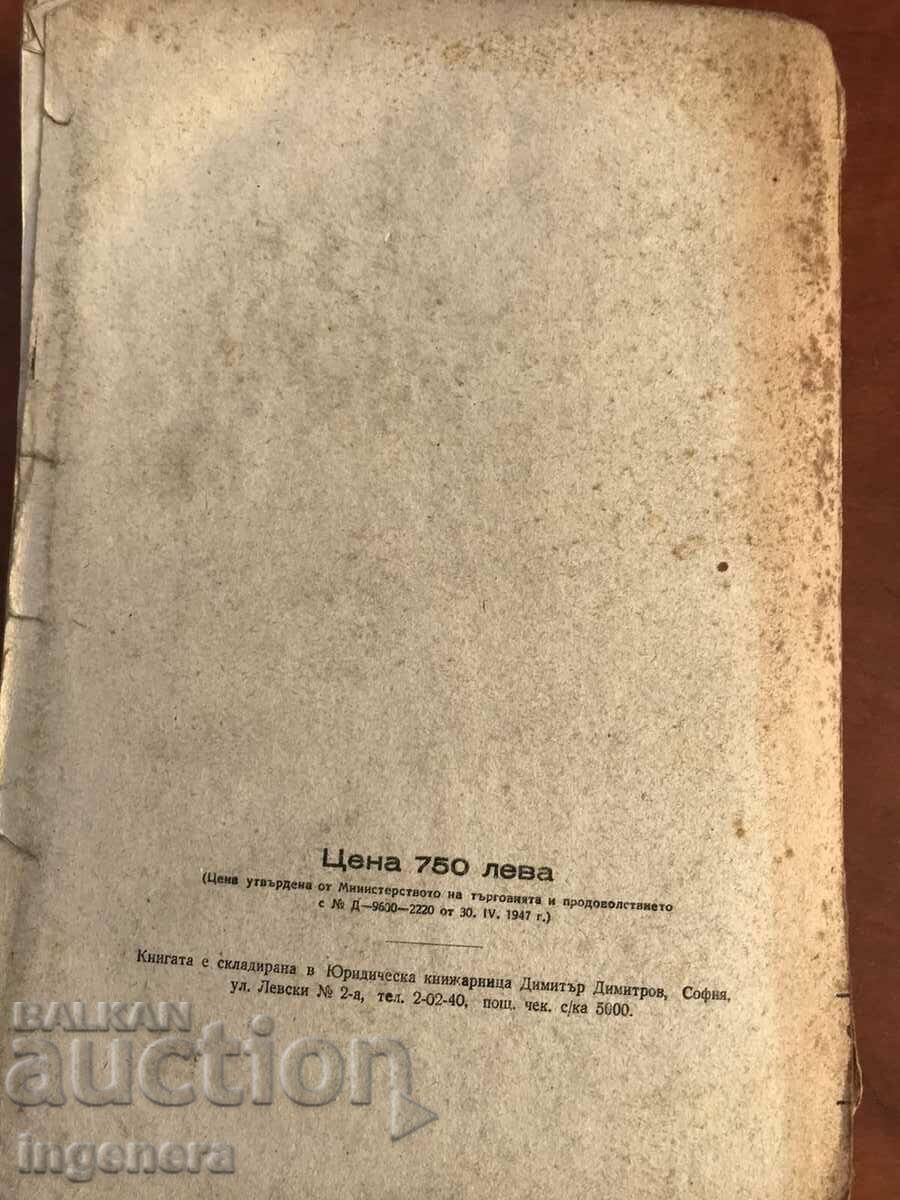 Цена 750 лева
(Цена утвърдена от Министерството на търговията и продоволствието
с № Д—9600—2220 от 30. IV. 1947 г.)
Книгата е складирана в Юридическа книжарница Димитър Димитров, София,
ул. Левски № 2-а, тел. 2-02-40, пощ. чек. с/ка 5000.
BALKAN
auction
ingenera